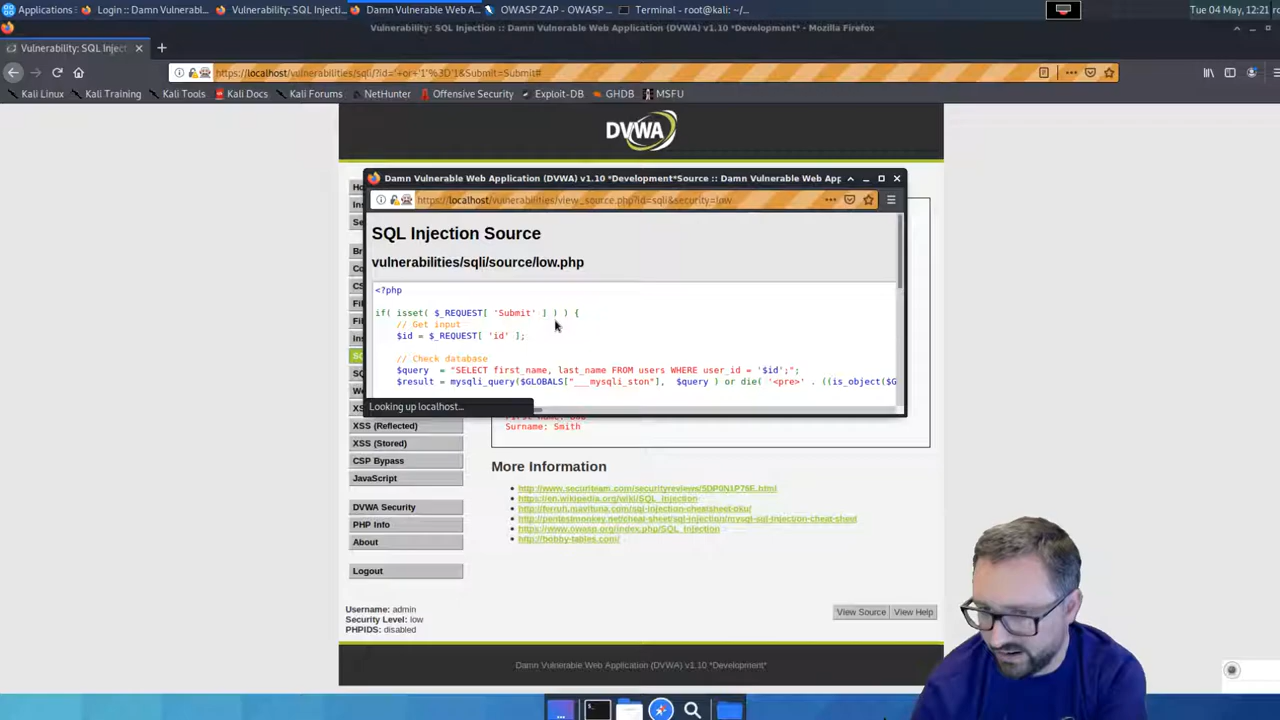 Applications
Login :: Damn Vulnerabl...
Vulnerability: SQL Injecti...
Damn Vulnerable Web A...
OWASP ZAP - OWASP ...
Terminal - root@kali: ~/...
Tue 04 May, 12:21
Vulnerability: SQL Injection :: Damn Vulnerable Web Application (DVWA) v1.10 *Development* - Mozilla Firefox
Vulnerability: SQL Inject
https://localhost/vulnerabilities/sqli/?id='+or+'1'%3D'1&Submit=Submit#
Kali Linux Kali Training Kali Tools Kali Docs Kali Forums NetHunter Offensive Security Exploit-DB GHDB MSFU
DVWA
Damn Vulnerable Web Application (DVWA) v1.10 *Development*Source :: Damn Vulnerable Web App
https://localhost/vulnerabilities/view_source.php?id=sqli&security=low
SQL Injection Source
vulnerabilities/sqli/source/low.php
<?php
if( isset( $_REQUEST[ 'Submit' ] ) ) {
// Get input
$id = $_REQUEST[ 'id' ];
// Check database
$query = "SELECT first_name, last_name FROM users WHERE user_id = '$id';";
$result = mysqli_query($GLOBALS["___mysqli_ston"], $query ) or die( '<pre>' . ((is_object($G
Looking up localhost...
Surname: Smith
XSS (Reflected)
XSS (Stored)
CSP Bypass
JavaScript
DVWA Security
PHP Info
About
Logout
More Information
http://www.securiteam.com/securityreviews/5DP0N1P76E.html
https://en.wikipedia.org/wiki/SQL_injection
http://ferruh.mavituna.com/sql-injection-cheatsheet-oku/
http://pentestmonkey.net/cheat-sheet/sql-injection/mysql-sql-injection-cheat-sheet
https://www.owasp.org/index.php/SQL_Injection
http://bobby-tables.com/
Username: admin
Security Level: low
PHPIDS: disabled
View Source View Help
Damn Vulnerable Web Application (DVWA) v1.10 *Development*